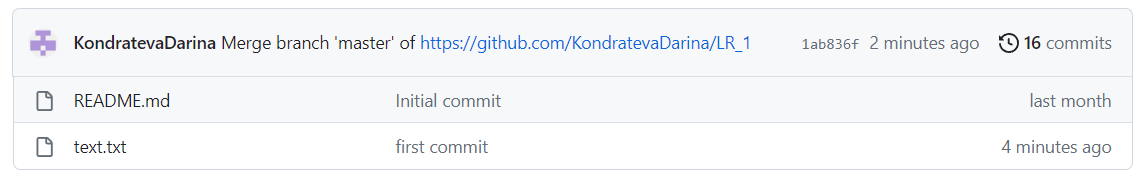 KondratevaDarina Merge branch 'master' of https://github.com/KondratevaDarina/LR_1 1ab836f 2 minutes ago 16 commits
README.md Initial commit last month
text.txt first commit 4 minutes ago